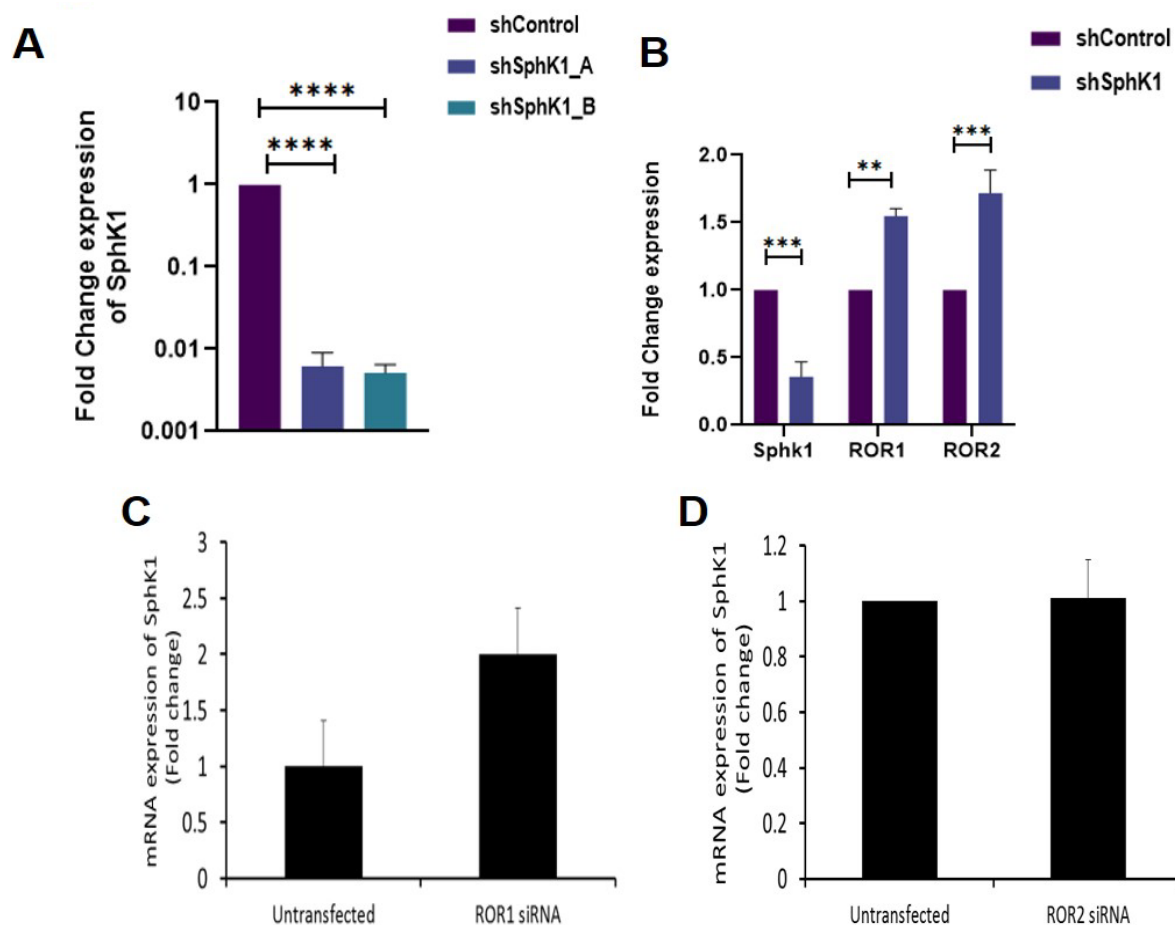 A
shControl
shSphK1_A
shSphK1_B
****
****
Fold Change expression
of SphK1
10
1
0.1
0.01
0.001
B
shControl
shSphK1
***
**
***
Fold Change expression
2.0
1.5
1.0
0.5
0.0
Sphk1 ROR1 ROR2
C
mRNA expression of SphK1
(Fold change)
3
2.5
2
1.5
1
0.5
0
Untransfected ROR1 siRNA
D
mRNA expression of SphK1
(Fold change)
1.2
1
0.8
0.6
0.4
0.2
0
Untransfected ROR2 siRNA